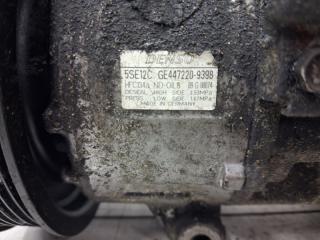 DENSO
5SE12C GE447220-9398
HFC134a ND-OIL8
DESIGN HIGH SIDE
PRESS. LOW SIDE
MADE IN GERMANY